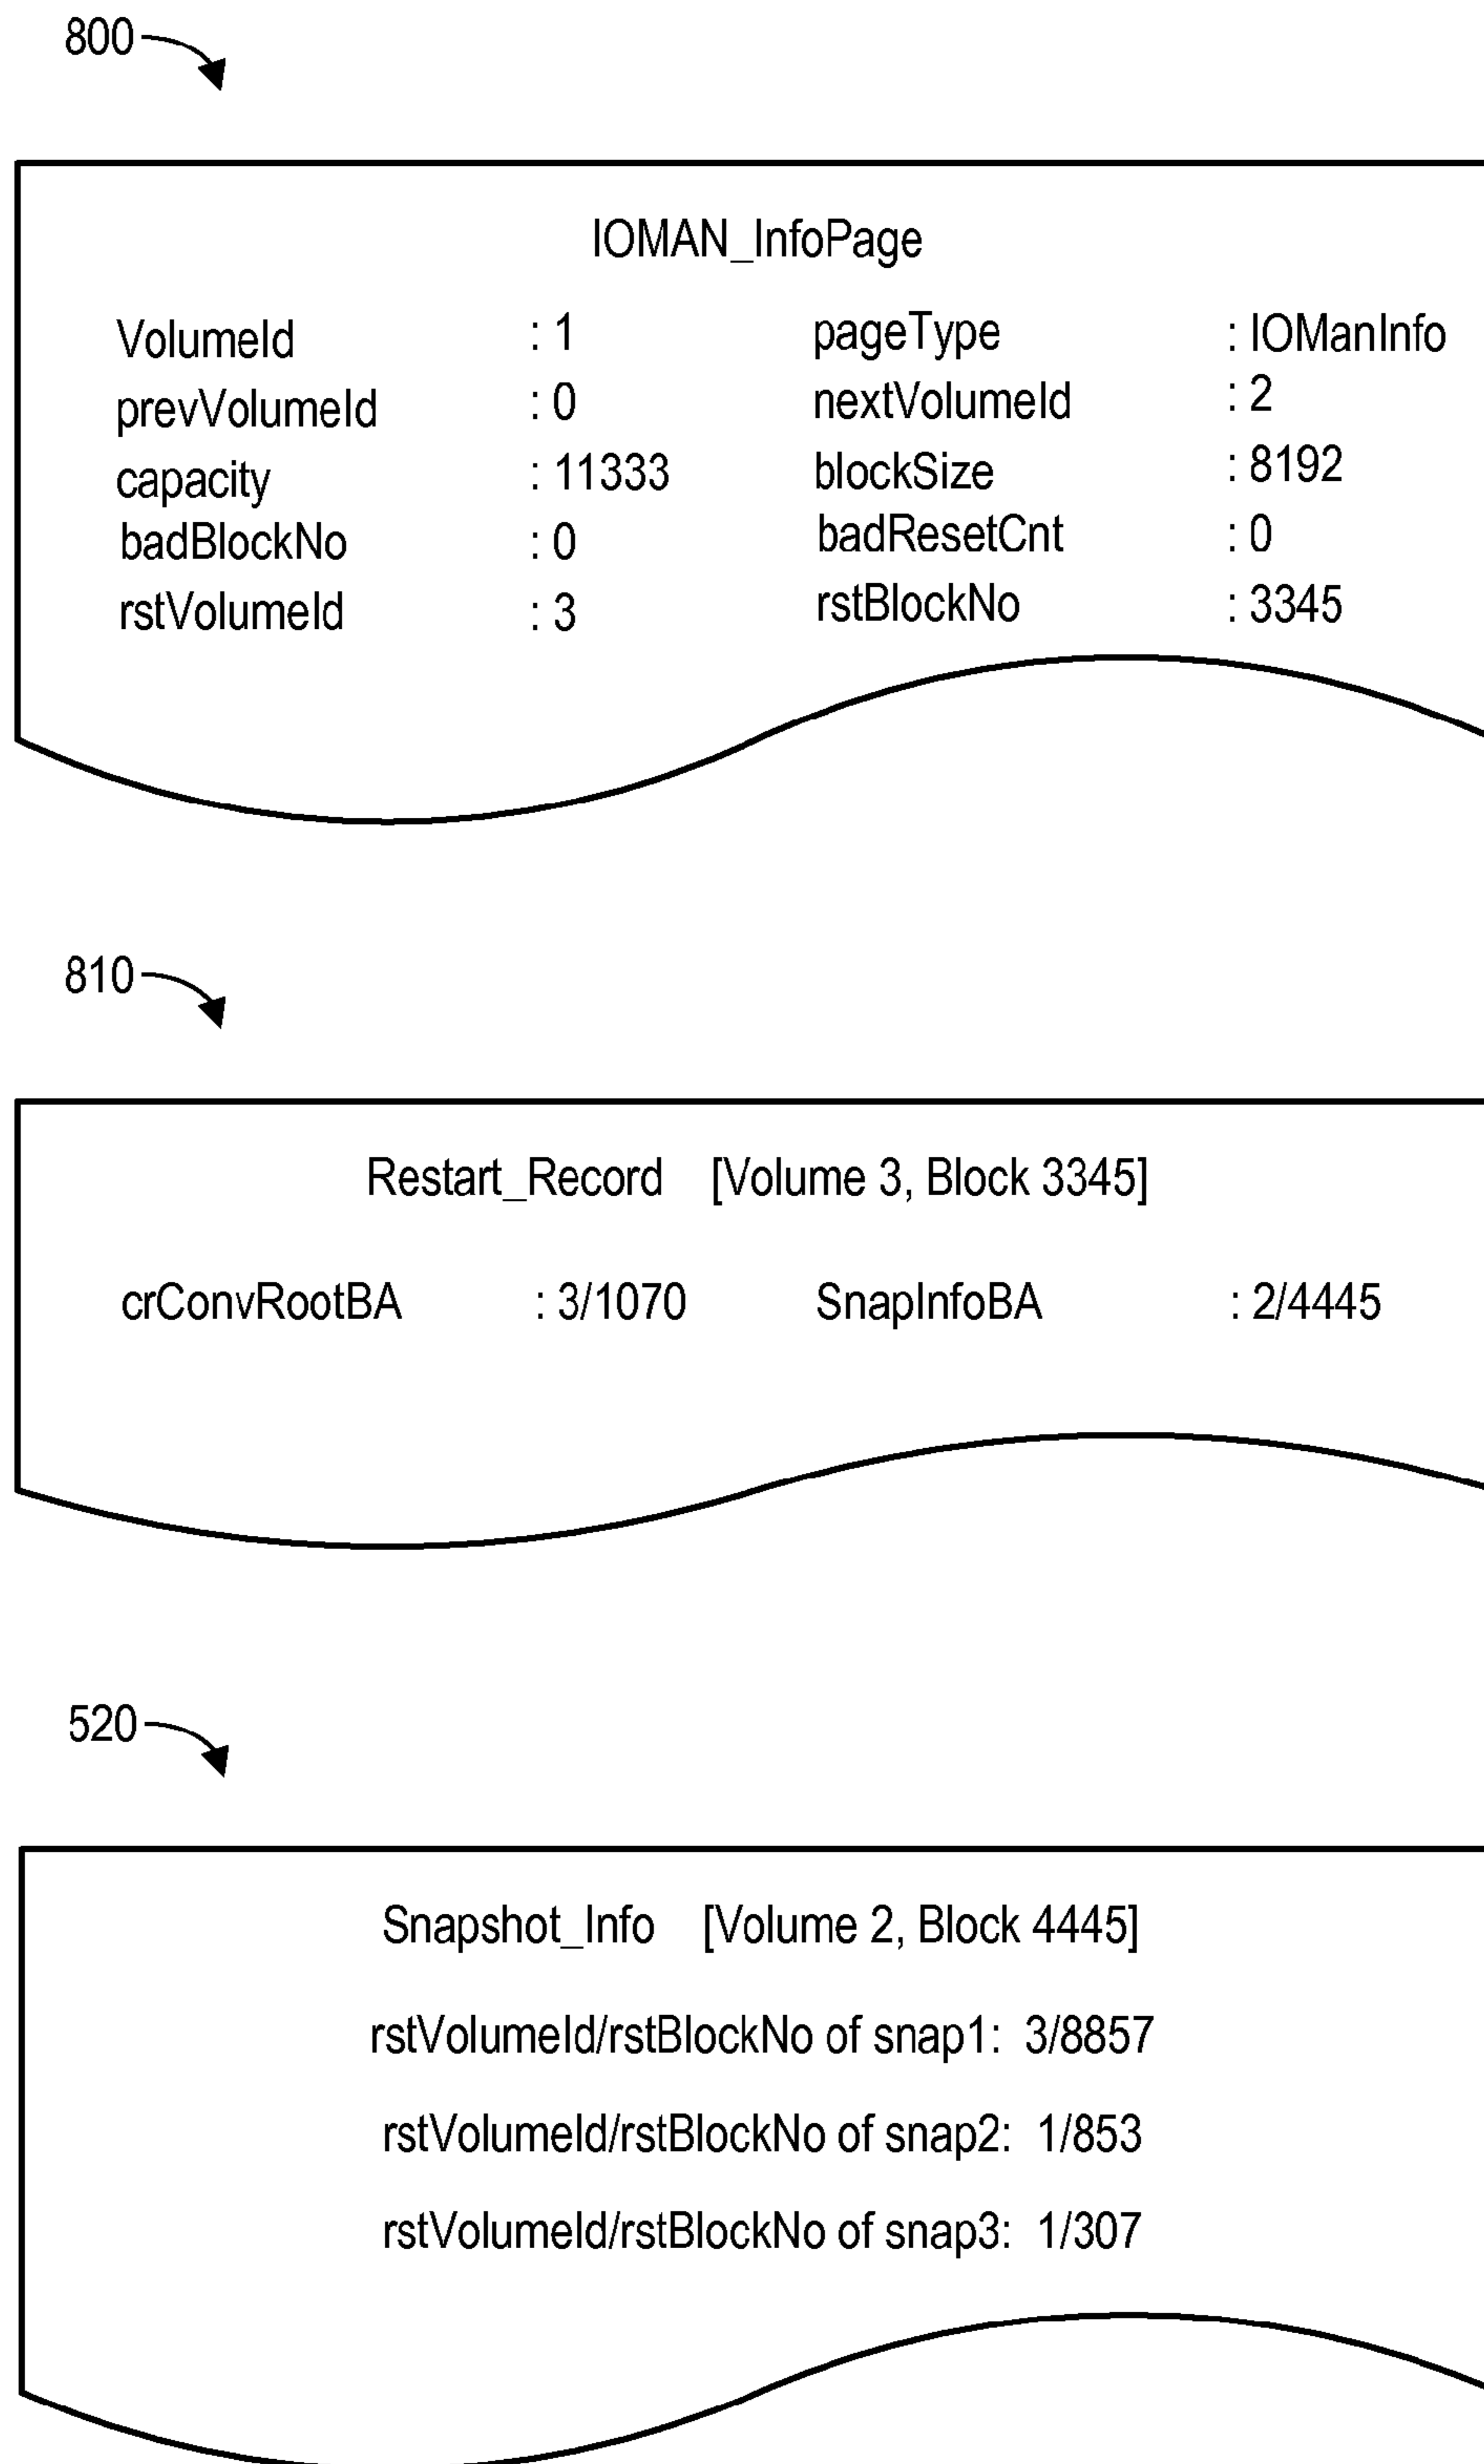 800
IOMAN_InfoPage
VolumeId : 1 pageType : IOManInfo
prevVolumeId : 0 nextVolumeId : 2
capacity : 11333 blockSize : 8192
badBlockNo : 0 badResetCnt : 0
rstVolumeId : 3 rstBlockNo : 3345
810
Restart_Record [Volume 3, Block 3345]
crConvRootBA : 3/1070 SnapInfoBA : 2/4445
520
Snapshot_Info [Volume 2, Block 4445]
rstVolumeId/rstBlockNo of snap1: 3/8857
rstVolumeId/rstBlockNo of snap2: 1/853
rstVolumeId/rstBlockNo of snap3: 1/307